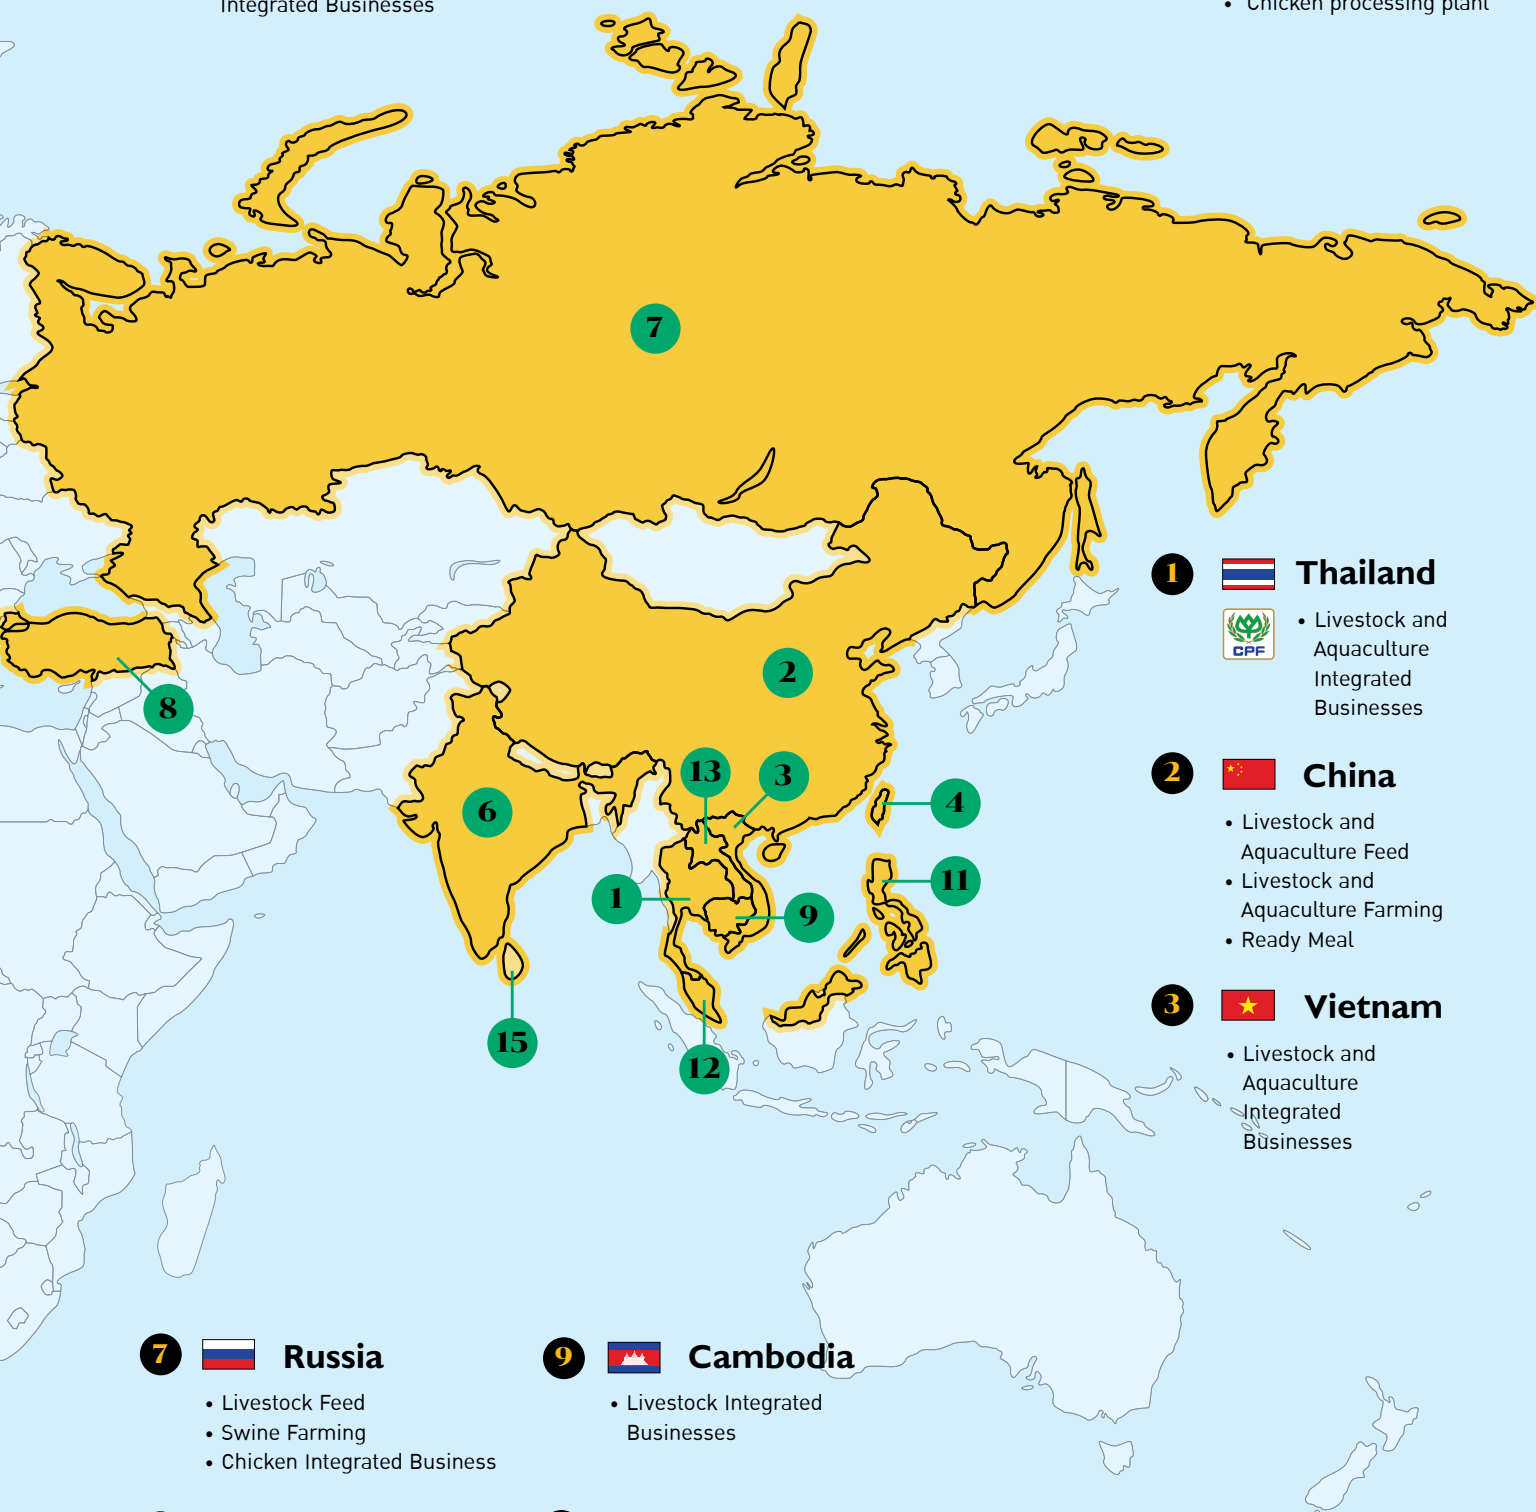 Integrated Businesses
• Chicken processing plant
7
8
2
6
13
3
4
11
1
9
15
12
1 Thailand
CPF
• Livestock and
Aquaculture
Integrated
Businesses
2 China
• Livestock and
Aquaculture Feed
• Livestock and
Aquaculture Farming
• Ready Meal
3 Vietnam
• Livestock and
Aquaculture
Integrated
Businesses
7 Russia
• Livestock Feed
• Swine Farming
• Chicken Integrated Business
9 Cambodia
• Livestock Integrated
Businesses